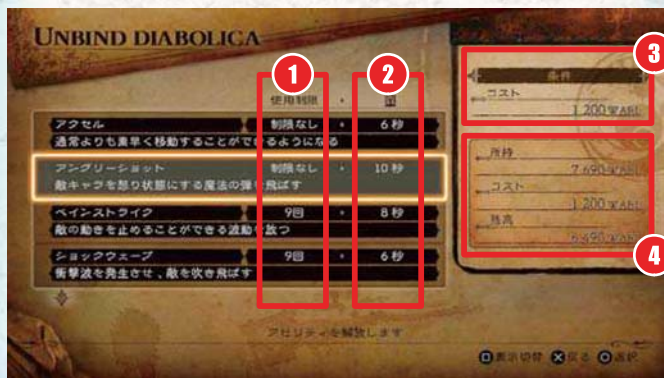 UNBIND DIABOLICA
1
2
3
4
使用制限
アクセル 制限なし 6秒
通常よりも素早く移動することができるようになる
アングリーショット 制限なし 10秒
敵キャラを怒り状態にする魔法の弾を飛ばす
ペインストライク 9回 8秒
敵の動きを止めることができる波動を放つ
ショックウェーブ 9回 6秒
衝撃波を発生させ、敵を吹き飛ばす
アビリティを解放します
条件
コスト
1,200
所持
7,690
コスト
1,200
残高
6,490
表示切替 戻る 選択